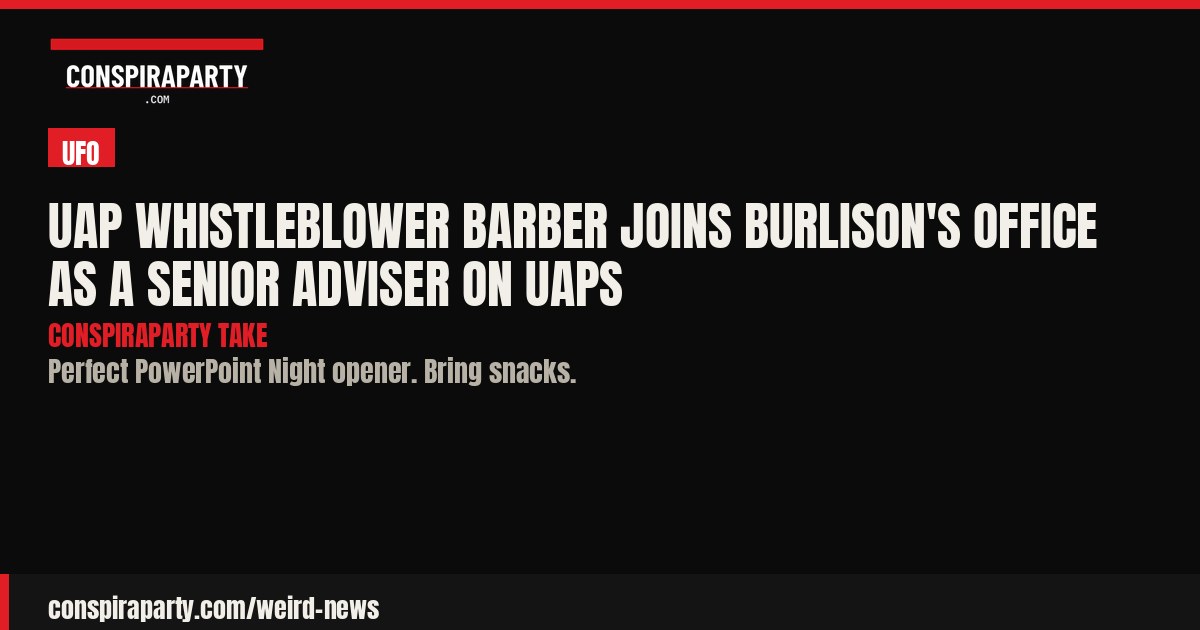 CONSPIRAPARTY
.COM
UFO
UAP WHISTLEBLOWER BARBER JOINS BURLISON'S OFFICE
AS A SENIOR ADVISER ON UAPS
CONSPIRAPARTY TAKE
Perfect PowerPoint Night opener. Bring snacks.
conspiraparty.com/weird-news